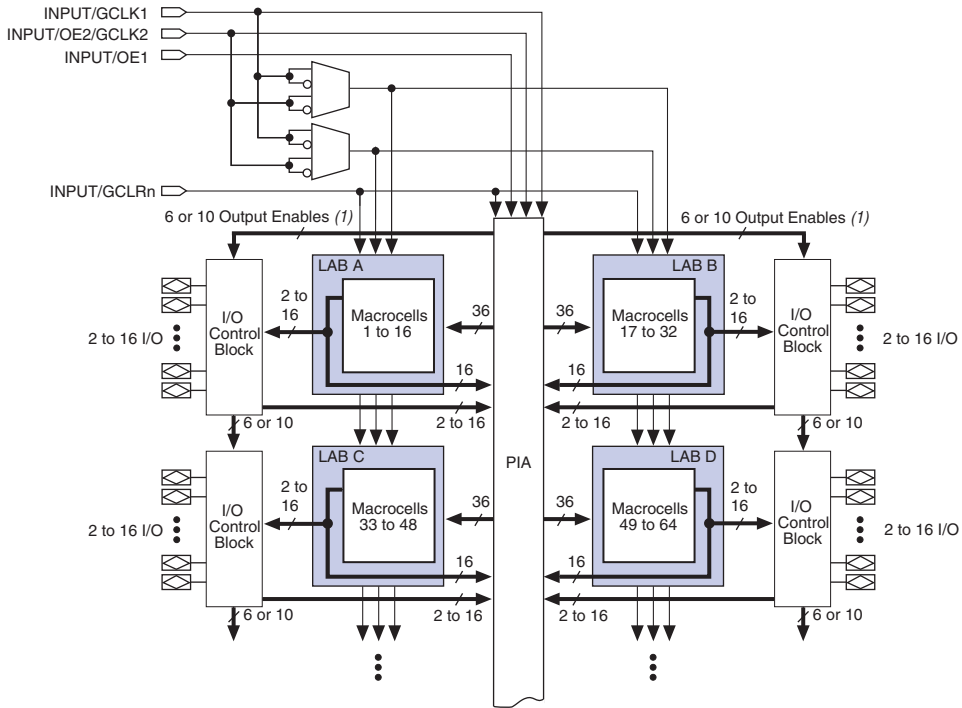 INPUT/GCLK1
INPUT/OE2/GCLK2
INPUT/OE1
INPUT/GCLRn
6 or 10 Output Enables (1)
6 or 10 Output Enables (1)
LAB A
LAB B
2 to
16
I/O
Control
Block
Macrocells
1 to 16
36
36
Macrocells
17 to 32
2 to
16
I/O
Control
Block
2 to 16 I/O
2 to 16 I/O
16
16
2 to 16
2 to 16
6 or 10
6 or 10
PIA
LAB C
LAB D
2 to
16
I/O
Control
Block
Macrocells
33 to 48
36
36
Macrocells
49 to 64
2 to
16
I/O
Control
Block
2 to 16 I/O
2 to 16 I/O
16
16
2 to 16
2 to 16
6 or 10
6 or 10